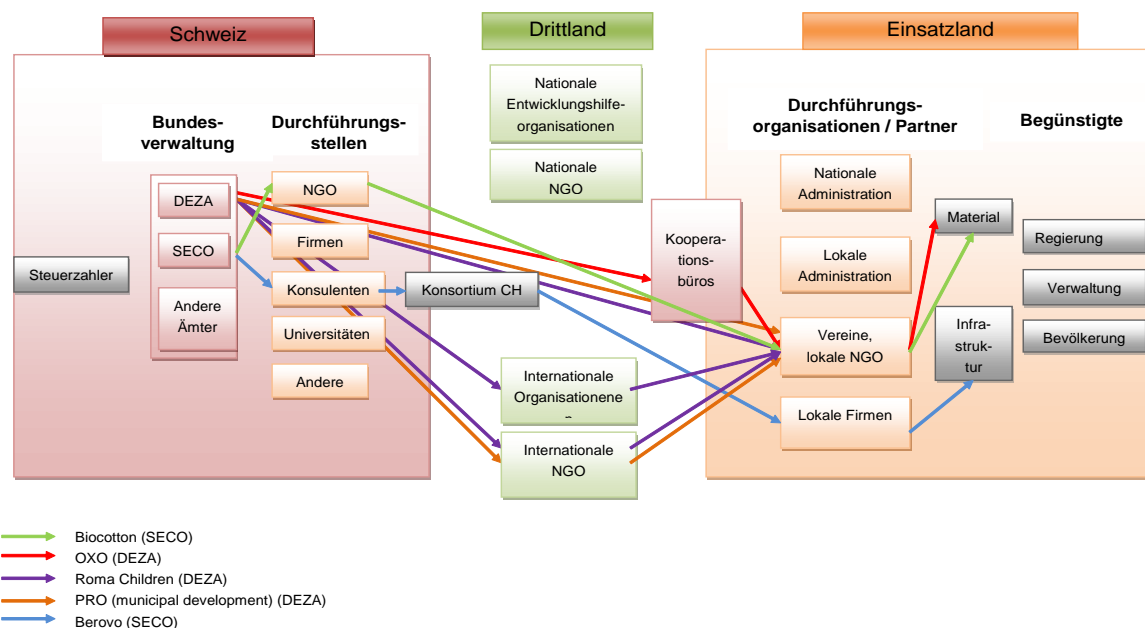 Schweiz
Drittland
Einsatzland
Bundes-
verwaltung
Durchführungs-
stellen
Steuerzahler
DEZA
SECO
Andere
Ämter
NGO
Firmen
Konsulenten
Universitäten
Andere
Konsortium CH
Nationale
Entwicklungshilfe-
organisationen
Nationale
NGO
Internationale
Organisationene
n
Internationale
NGO
Koopera-
tions-
büros
Durchführungs-
organisationen / Partner
Begünstigte
Nationale
Administration
Lokale
Administration
Vereine,
lokale NGO
Lokale Firmen
Material
Infra-
struk-
tur
Regierung
Verwaltung
Bevölkerung
Biocotton (SECO)
OXO (DEZA)
Roma Children (DEZA)
PRO (municipal development) (DEZA)
Berovo (SECO)